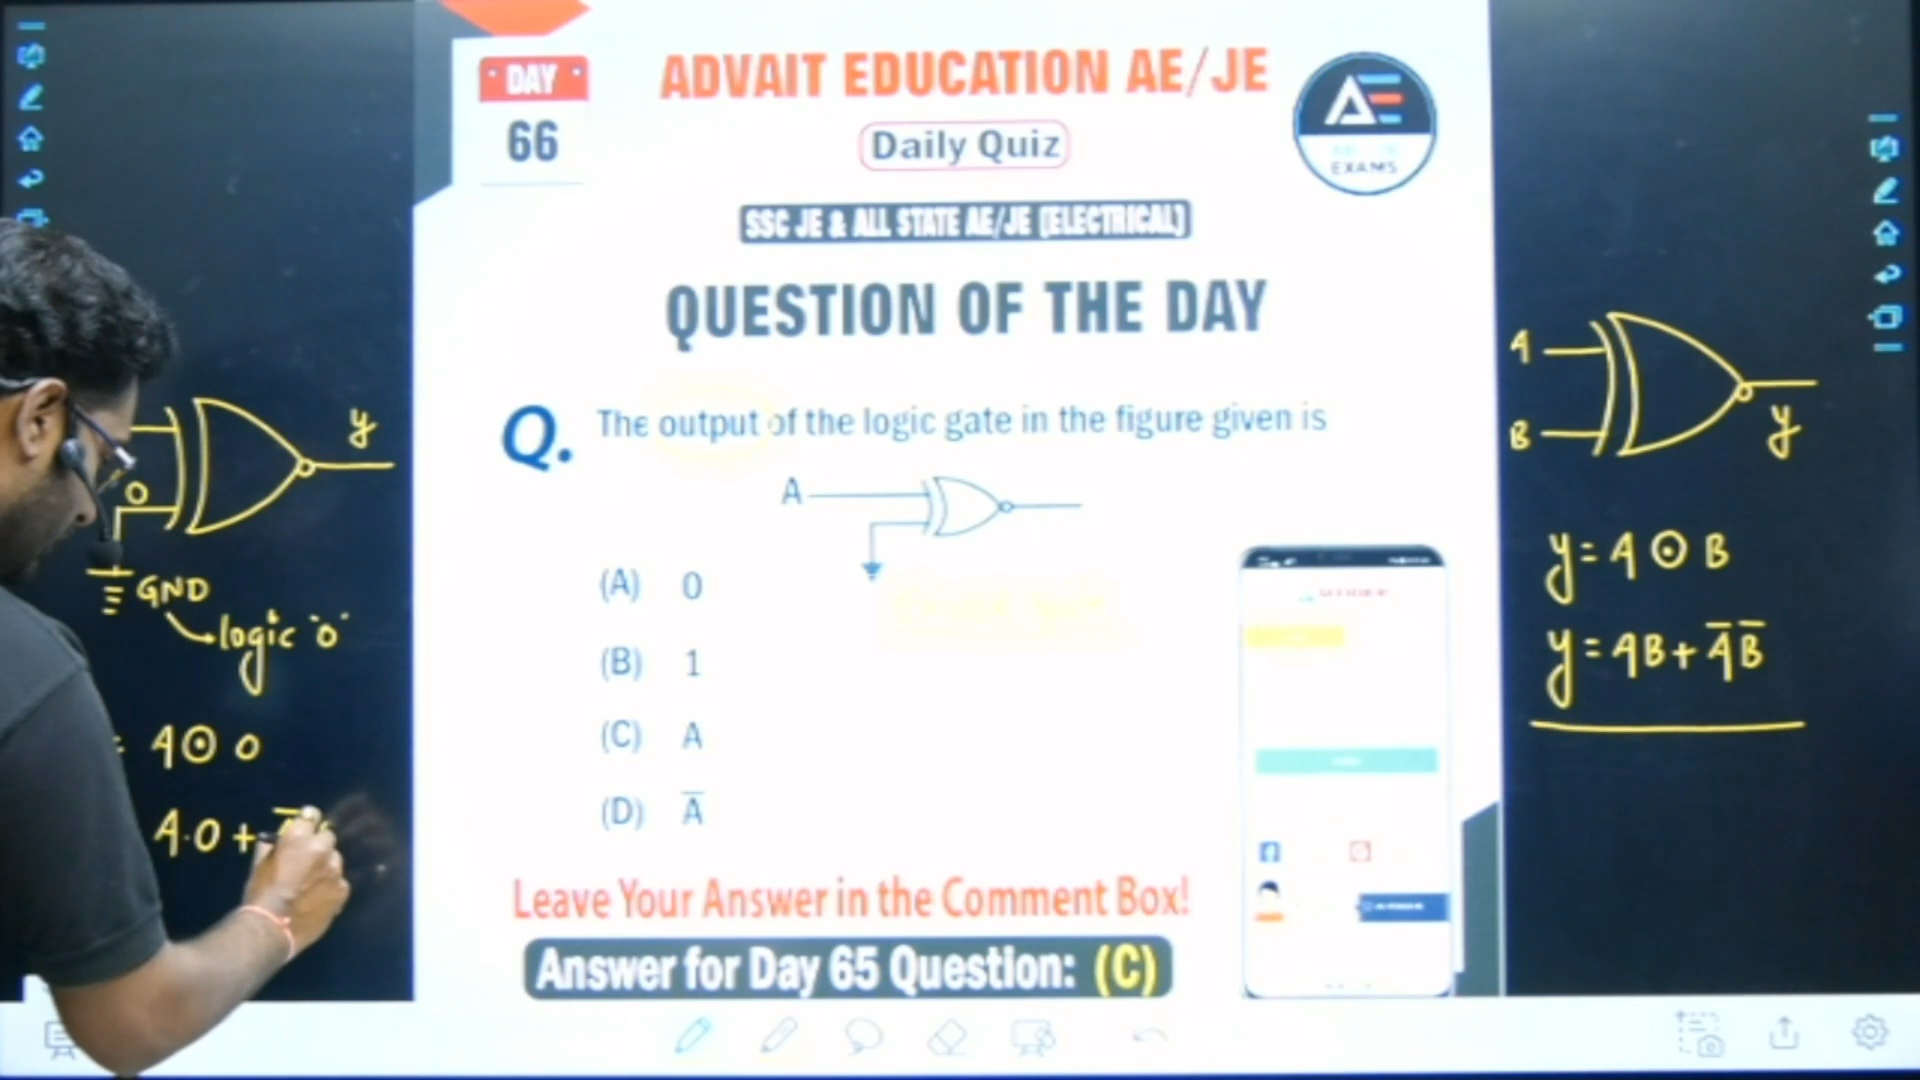 DAY
66
ADVAIT EDUCATION AE/JE
Daily Quiz
EXAMS
SSC JE & ALL STATE AE/JE (ELECTRICAL)
QUESTION OF THE DAY
Q. The output of the logic gate in the figure given is
A
(A) 0
(B) 1
(C) A
(D) A̅
Leave Your Answer in the Comment Box!
Answer for Day 65 Question: (C)
y
0
GND
logic "0"
= A⊙0
A·0 +
A
B
y
y = A ⊙ B
y = AB + A̅ B̅